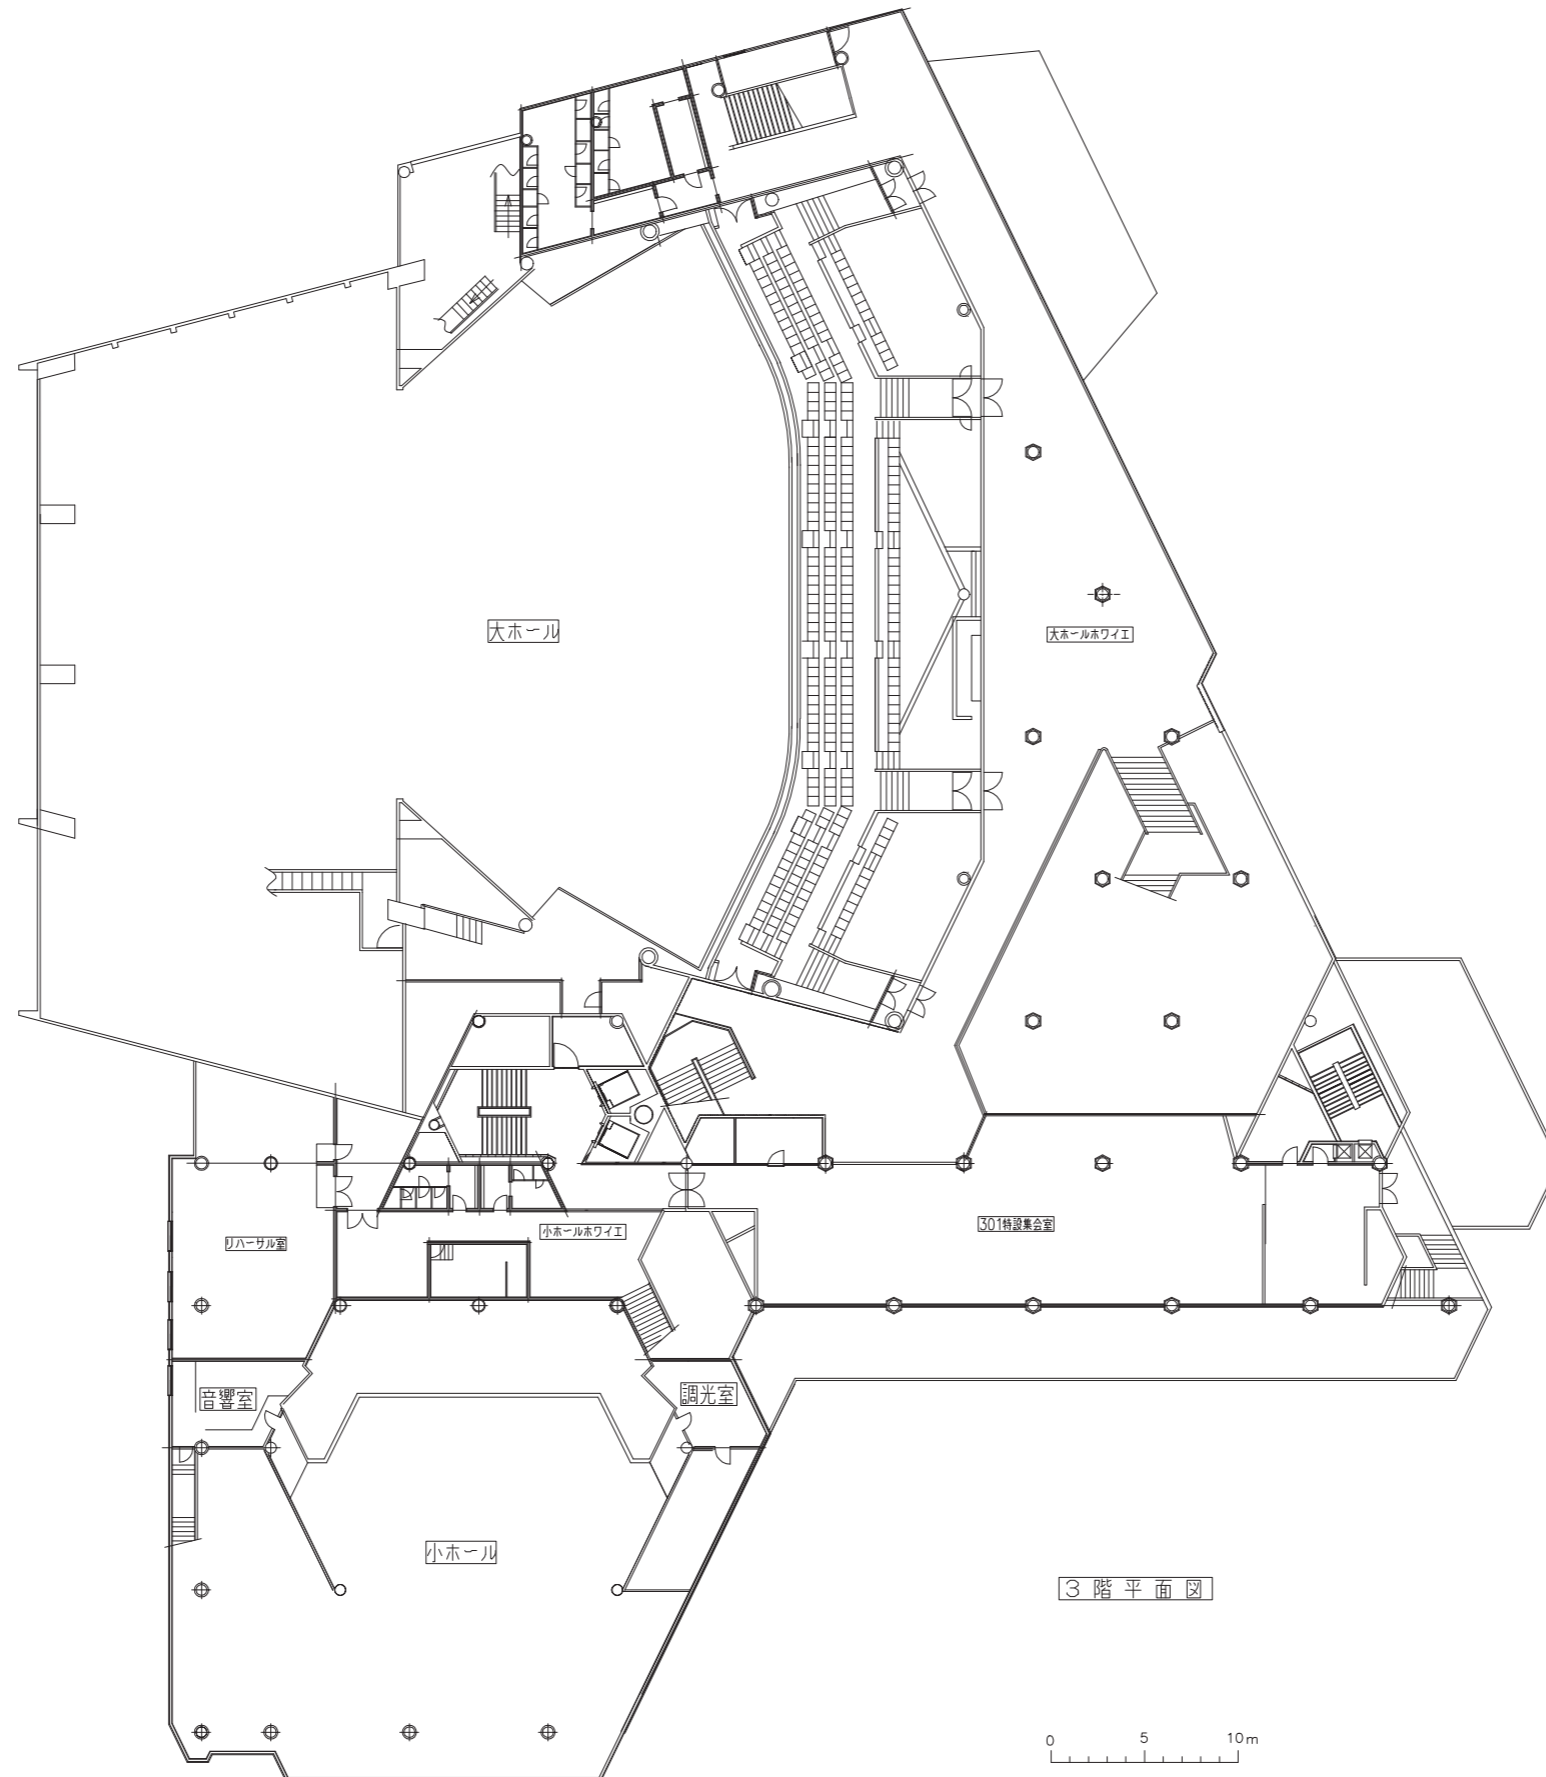 大ホール
大ホールホワイエ
301特設集会室
小ホールホワイエ
リハーサル室
音響室
調光室
小ホール
3階平面図
0 5 10m